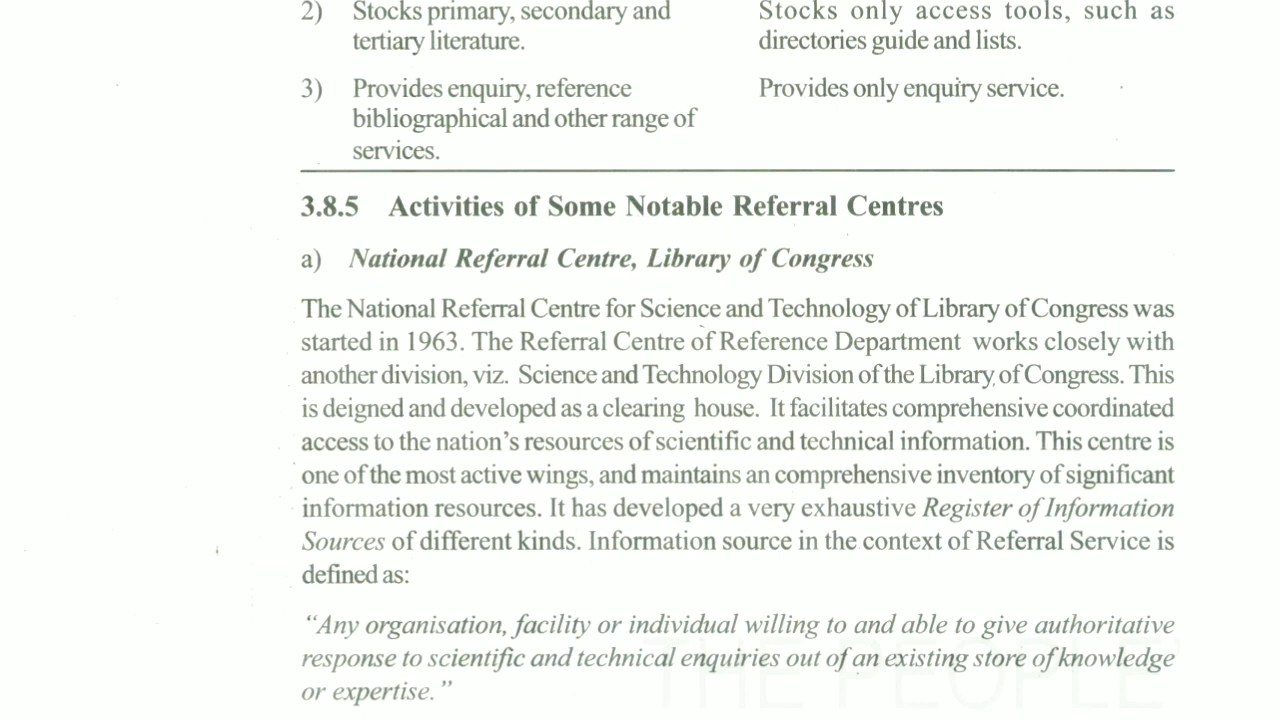 2) Stocks primary, secondary and Stocks only access tools, such as
tertiary literature. directories guide and lists.
3) Provides enquiry, reference Provides only enquiry service.
bibliographical and other range of
services.
3.8.5 Activities of Some Notable Referral Centres
a) National Referral Centre, Library of Congress
The National Referral Centre for Science and Technology of Library of Congress was
started in 1963. The Referral Centre of Reference Department works closely with
another division, viz. Science and Technology Division of the Library of Congress. This
is deigned and developed as a clearing house. It facilitates comprehensive coordinated
access to the nation's resources of scientific and technical information. This centre is
one of the most active wings, and maintains an comprehensive inventory of significant
information resources. It has developed a very exhaustive Register of Information
Sources of different kinds. Information source in the context of Referral Service is
defined as:
“Any organisation, facility or individual willing to and able to give authoritative
response to scientific and technical enquiries out of an existing store of knowledge
or expertise.”
THE PEOPLE'